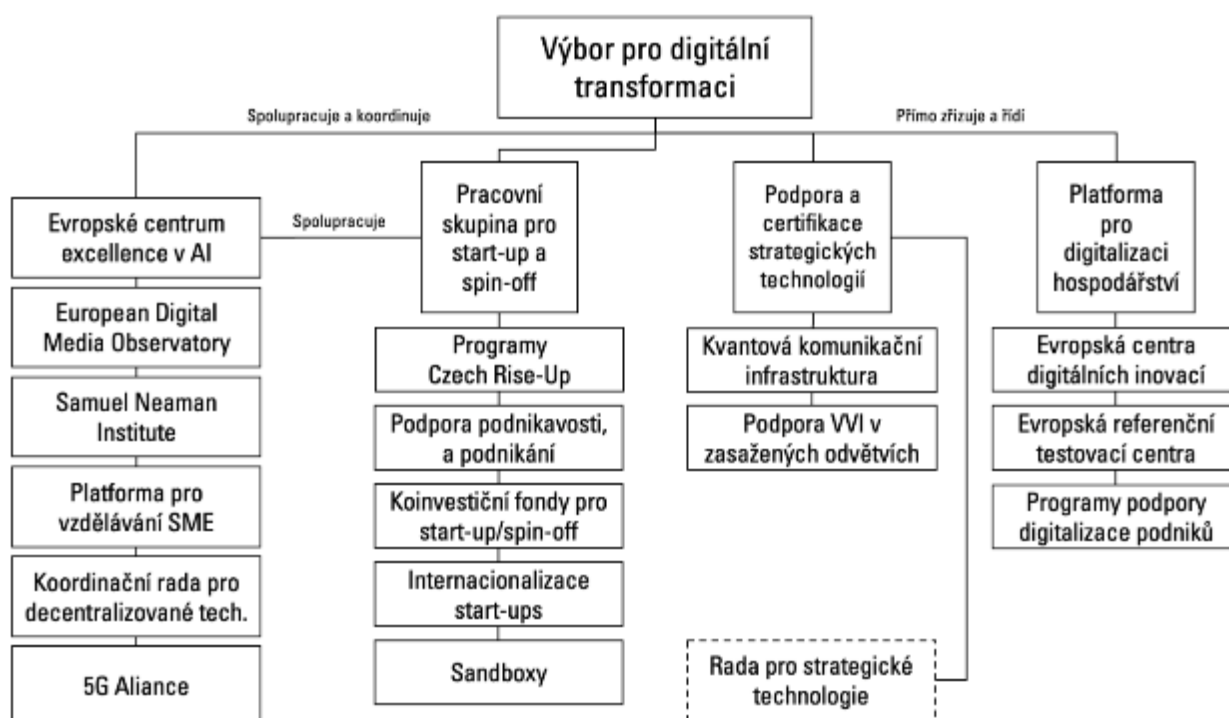 Výbor pro digitální
transformaci
Spolupracuje a koordinuje
Přímo zřizuje a řídí
Evropské centrum
excellence v AI
European Digital
Media Observatory
Samuel Neaman
Institute
Platforma pro
vzdělávání SME
Koordinační rada pro
decentralizované tech.
5G Aliance
Spolupracuje
Pracovní
skupina pro
start-up a
spin-off
Programy
Czech Rise-Up
Podpora podnikavosti,
a podnikání
Koinvestiční fondy pro
start-up/spin-off
Internacionalizace
start-ups
Sandboxy
Podpora a
certifikace
strategických
technologií
Kvantová komunikační
infrastruktura
Podpora VVI v
zasažených odvětvích
Rada pro strategické
technologie
Platforma
pro
digitalizaci
hospodářství
Evropská centra
digitálních inovací
Evropská referenční
testovací centra
Programy podpory
digitalizace podniků